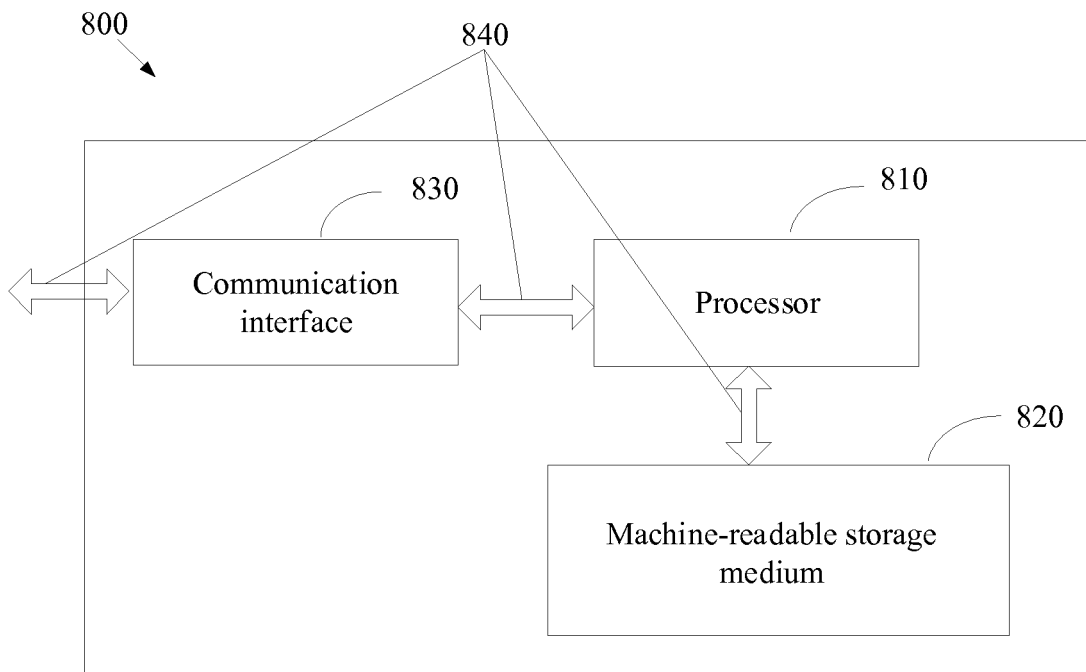 800
840
830
810
Communication
interface
Processor
820
Machine-readable storage
medium